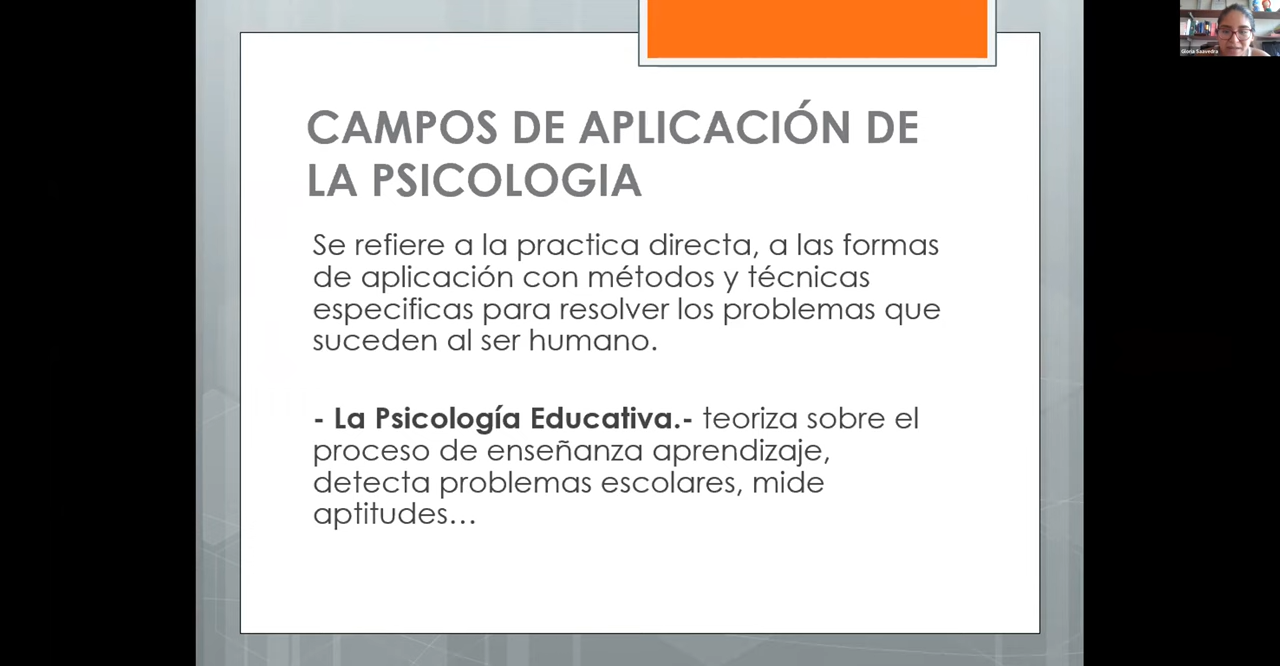 CAMPOS DE APLICACIÓN DE
LA PSICOLOGIA
Se refiere a la practica directa, a las formas
de aplicación con métodos y técnicas
especificas para resolver los problemas que
suceden al ser humano.
- La Psicología Educativa.- teoriza sobre el
proceso de enseñanza aprendizaje,
detecta problemas escolares, mide
aptitudes...
Gloria Saavedra